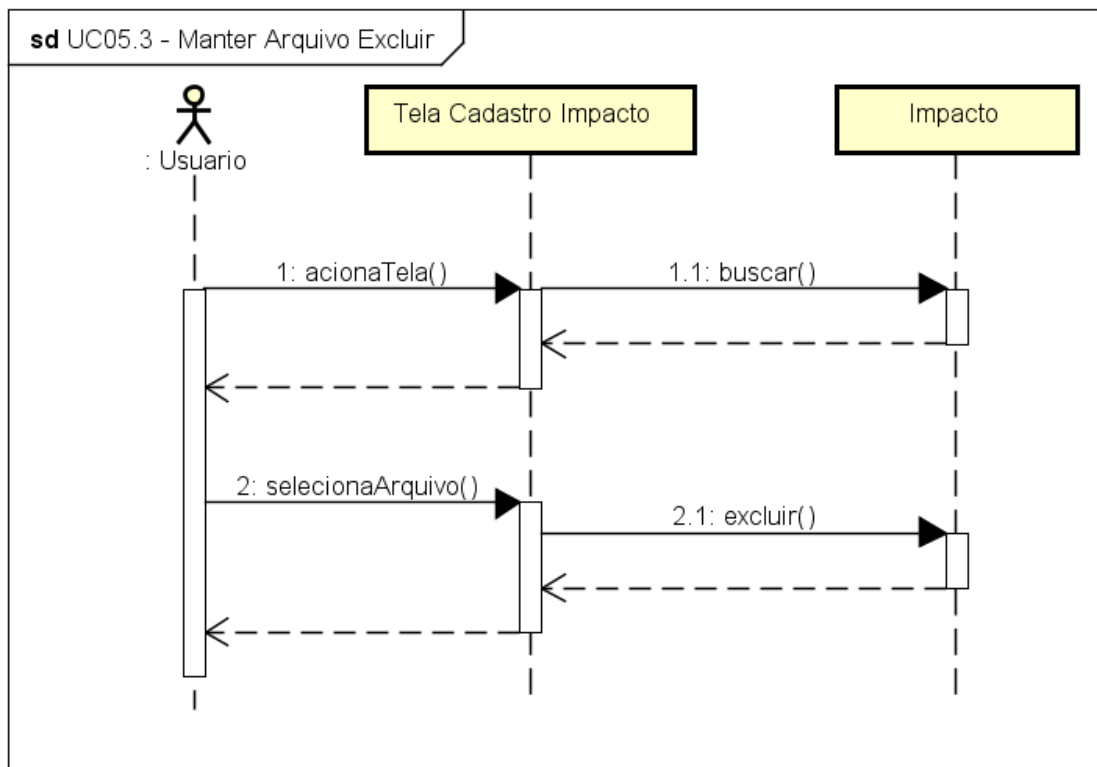 sd UC05.3 - Manter Arquivo Excluir
: Usuario
Tela Cadastro Impacto
Impacto
1: acionaTela()
1.1: buscar()
2: selecionaArquivo()
2.1: excluir()